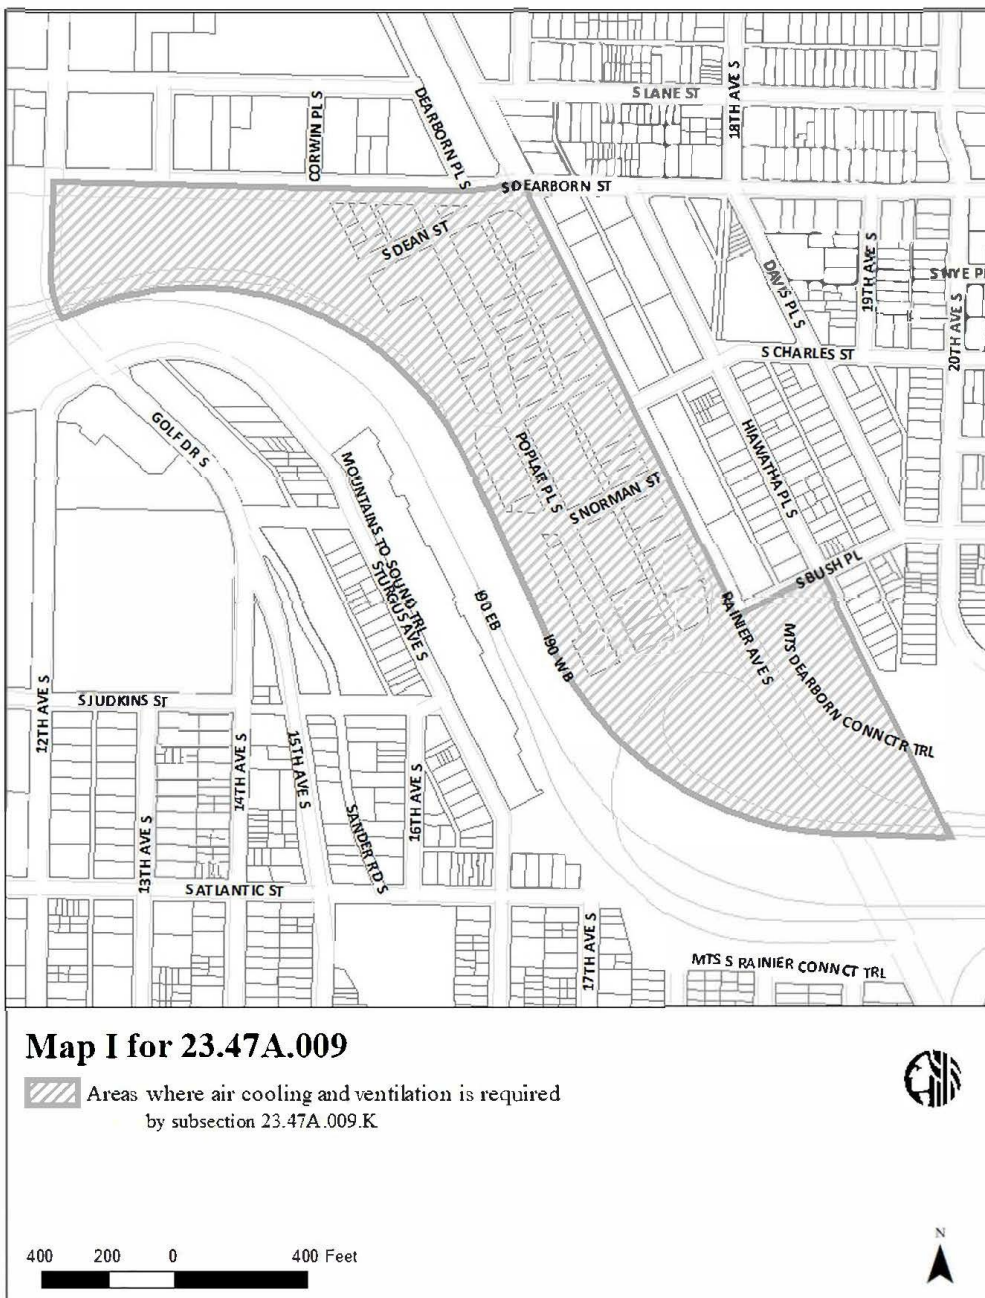 S LANE ST
18TH AVE S
CORWIN PL S
DEARBORN PL S
S DEARBORN ST
S DEAN ST
DAVIS PL S
19TH AVE S
S NYE PL
20TH AVE S
S CHARLES ST
GOLF DR S
MOUNTAINS TO SOUND TRL
STURGUS AVE S
POPLAR PL S
S NORMAN ST
HIAWATHA PL S
S BUSH PL
I90 EB
I90 WB
RAINIER AVE S
MTS DEARBORN CONNCTR TRL
12TH AVE S
S JUDKINS ST
14TH AVE S
15TH AVE S
16TH AVE S
13TH AVE S
SANDER RD S
S ATLANTIC ST
17TH AVE S
MTS S RAINIER CONNCT TRL
Map I for 23.47A.009
Areas where air cooling and ventilation is required
by subsection 23.47A.009.K
400 200 0 400 Feet
N